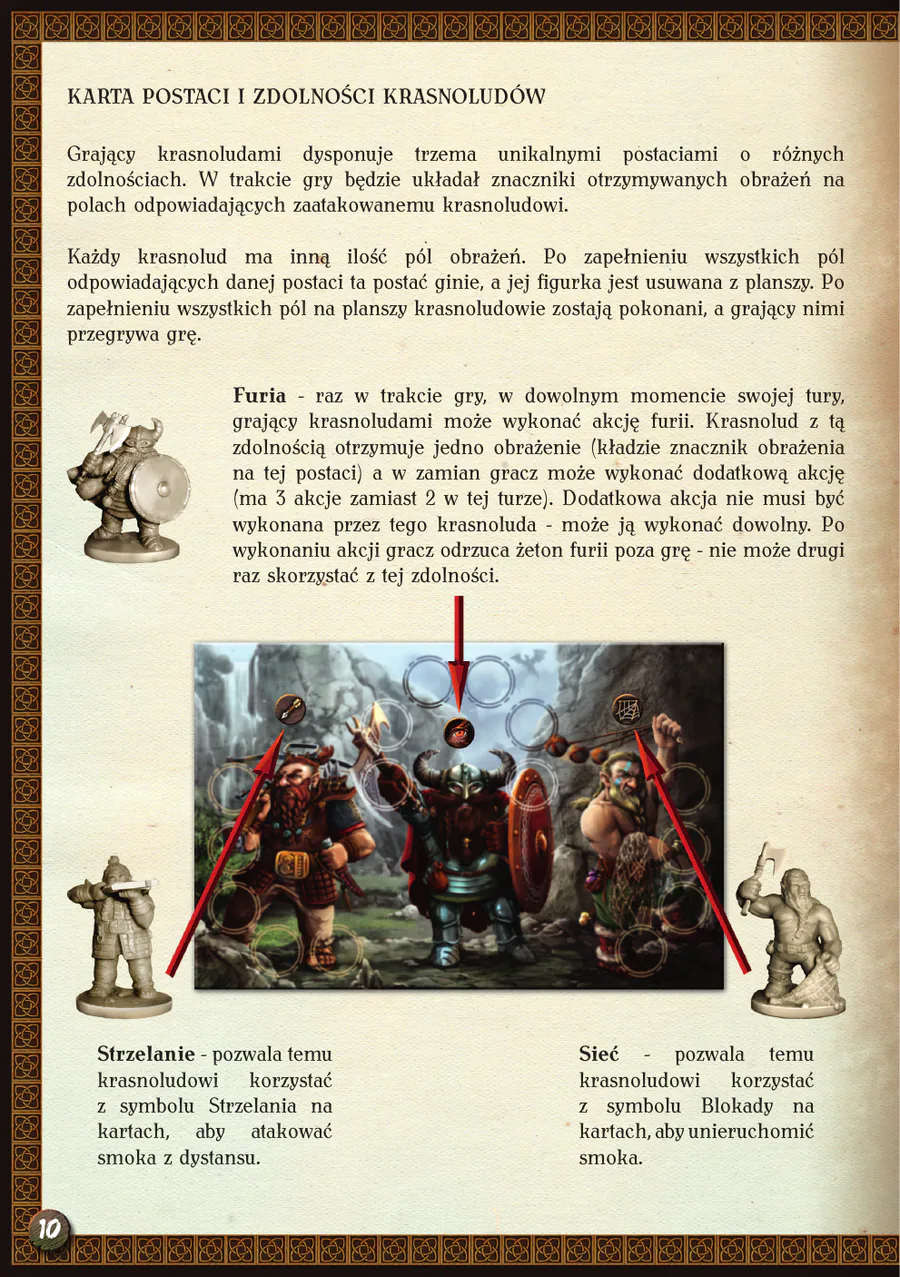 KARTA POSTACI I ZDOLNOŚCI KRASNOLUDÓW
Grający krasnoludami dysponuje trzema unikalnymi postaciami o różnych
zdolnościach. W trakcie gry będzie układał znaczniki otrzymywanych obrażeń na
polach odpowiadających zaatakowanemu krasnoludowi.
Każdy krasnolud ma inną ilość pól obrażeń. Po zapełnieniu wszystkich pól
odpowiadających danej postaci ta postać ginie, a jej figurka jest usuwana z planszy. Po
zapełnieniu wszystkich pól na planszy krasnoludowie zostają pokonani, a grający nimi
przegrywa grę.
Furia - raz w trakcie gry, w dowolnym momencie swojej tury,
grający krasnoludami może wykonać akcję furii. Krasnolud z tą
zdolnością otrzymuje jedno obrażenie (kładzie znacznik obrażenia
na tej postaci) a w zamian gracz może wykonać dodatkową akcję
(ma 3 akcje zamiast 2 w tej turze). Dodatkowa akcja nie musi być
wykonana przez tego krasnoluda - może ją wykonać dowolny. Po
wykonaniu akcji gracz odrzuca żeton furii poza grę - nie może drugi
raz skorzystać z tej zdolności.
Strzelanie - pozwala temu
krasnoludowi korzystać
z symbolu Strzelania na
kartach, aby atakować
smoka z dystansu.
Sieć - pozwala temu
krasnoludowi korzystać
z symbolu Blokady na
kartach, aby unieruchomić
smoka.
10